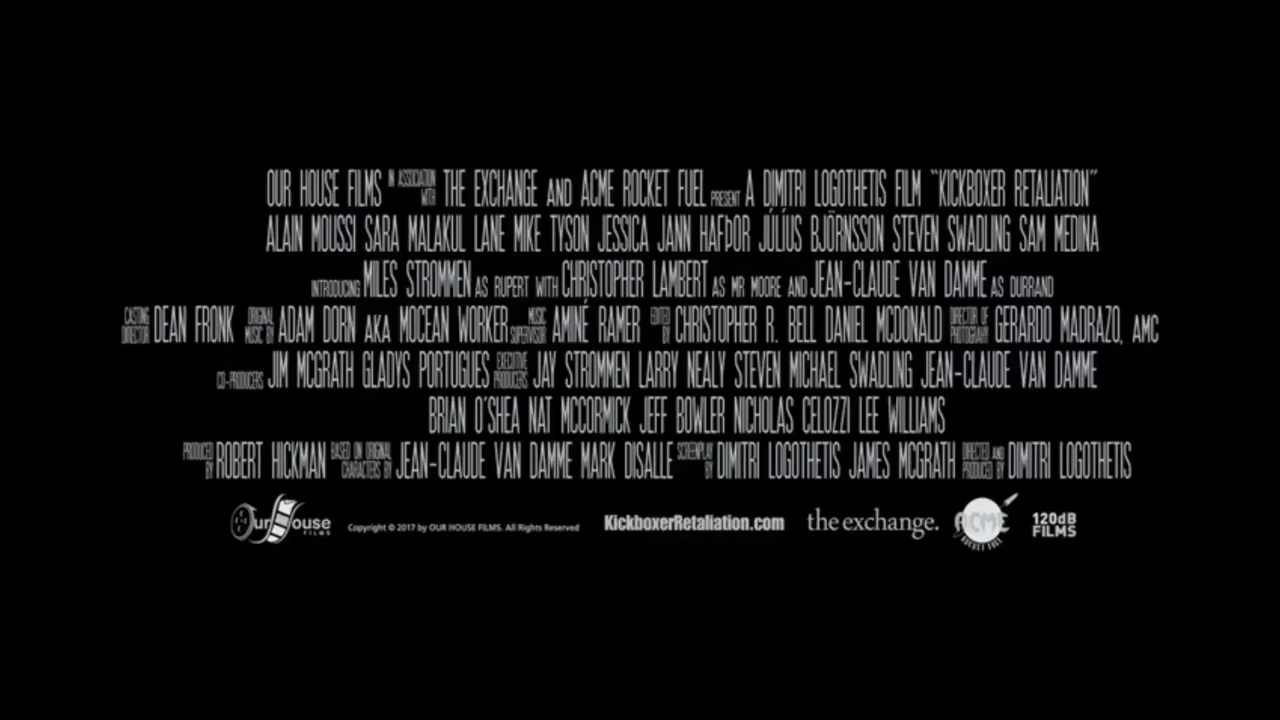 OUR HOUSE FILMS IN ASSOCIATION WITH THE EXCHANGE AND ACME ROCKET FUEL PRESENT A DIMITRI LOGOTHETIS FILM "KICKBOXER RETALIATION"
ALAIN MOUSSI SARA MALAKUL LANE MIKE TYSON JESSICA JANN HAFÞOR JÚLÍUS BJÖRNSSON STEVEN SWADLING SAM MEDINA
INTRODUCING MILES STROMMEN AS RUPERT WITH CHRISTOPHER LAMBERT AS MR MOORE AND JEAN-CLAUDE VAN DAMME AS DURRAND
CASTING DIRECTOR DEAN FRONK ORIGINAL MUSIC BY ADAM DORN AKA MOCEAN WORKER MUSIC SUPERVISOR AMINÉ RAMER EDITED BY CHRISTOPHER R. BELL DANIEL MCDONALD DIRECTOR OF PHOTOGRAHY GERARDO MADRAZO, AMC
CO-PRODUCERS JIM MCGRATH GLADYS PORTUGUES EXECUTIVE PRODUCERS JAY STROMMEN LARRY NEALY STEVEN MICHAEL SWADLING JEAN-CLAUDE VAN DAMME
BRIAN O'SHEA NAT MCCORMICK JEFF BOWLER NICHOLAS CELOZZI LEE WILLIAMS
PRODUCED BY ROBERT HICKMAN BASED ON ORIGINAL CHARACTERS BY JEAN-CLAUDE VAN DAMME MARK DISALLE SCREENPLAY BY DIMITRI LOGOTHETIS JAMES MCGRATH DIRECTED AND PRODUCED BY DIMITRI LOGOTHETIS
Our House FILMS Copyright © 2017 by OUR HOUSE FILMS. All Rights Reserved KickboxerRetaliation.com the exchange. ACME ROCKET FUEL 120dB FILMS